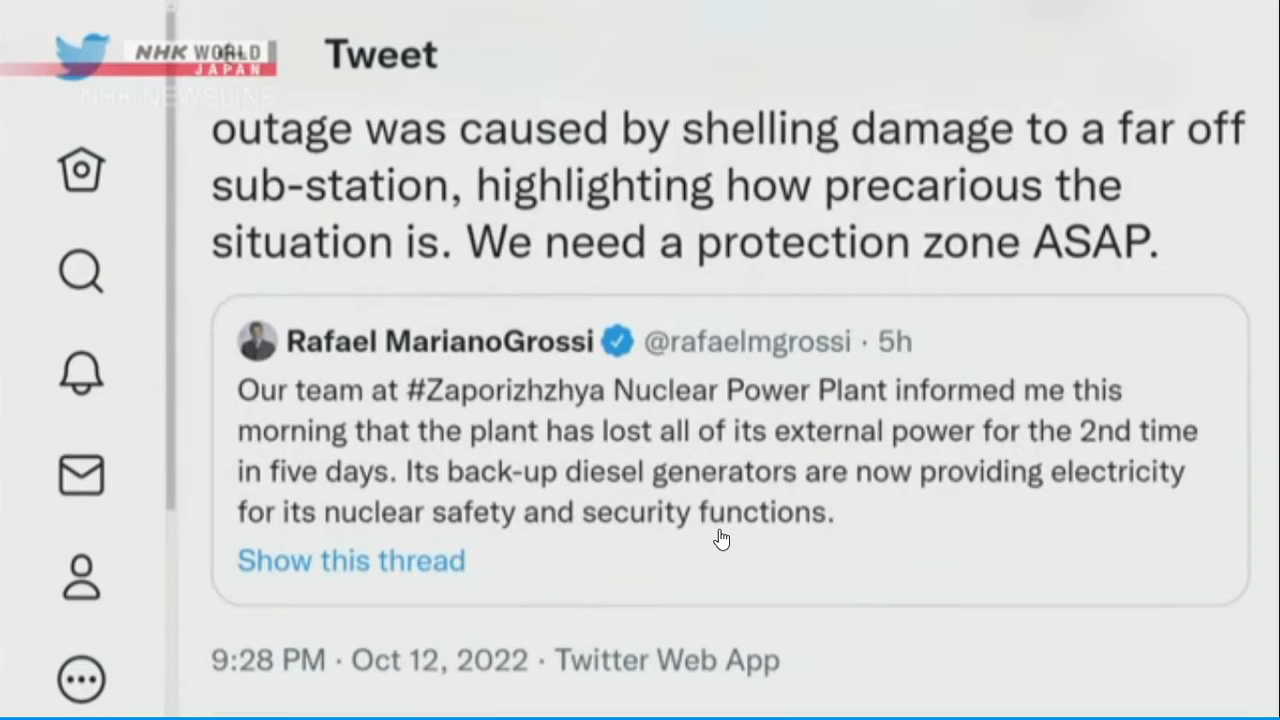 NHK WORLD
JAPAN
NHK NEWSLINE
Tweet
outage was caused by shelling damage to a far off
sub-station, highlighting how precarious the
situation is. We need a protection zone ASAP.
Rafael MarianoGrossi @rafaelmgrossi · 5h
Our team at #Zaporizhzhya Nuclear Power Plant informed me this
morning that the plant has lost all of its external power for the 2nd time
in five days. Its back-up diesel generators are now providing electricity
for its nuclear safety and security functions.
Show this thread
9:28 PM · Oct 12, 2022 · Twitter Web App